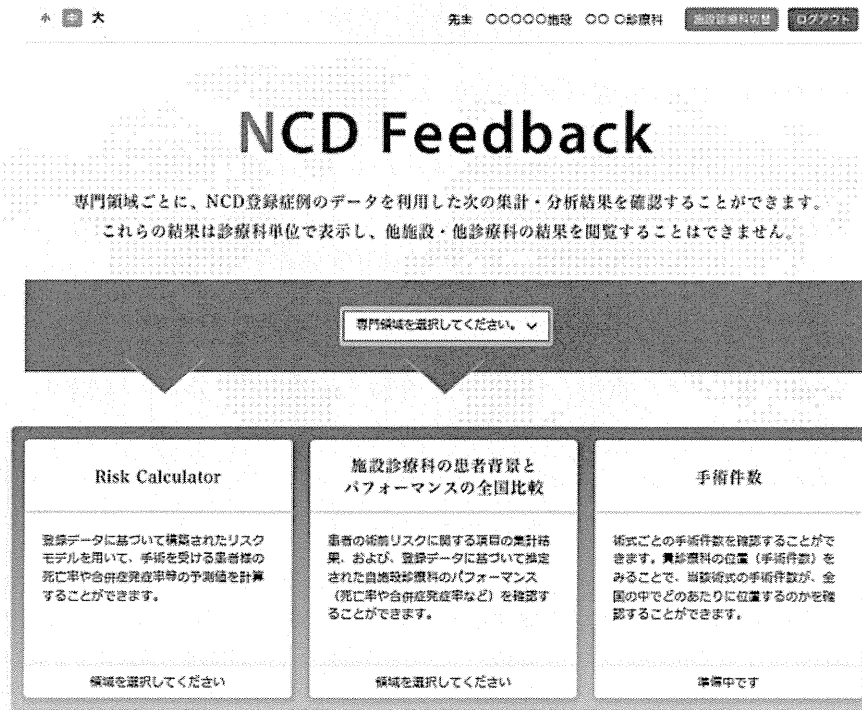 小 中 大
先生 〇〇〇〇〇施設 〇〇 〇診療科 施設診療科切替 ログアウト
NCD Feedback
専門領域ごとに、NCD登録症例のデータを利用した次の集計・分析結果を確認することができます。
これらの結果は診療科単位で表示し、他施設・他診療科の結果を閲覧することはできません。
専門領域を選択してください。
Risk Calculator
登録データに基づいて構築されたリスク
モデルを用いて、手術を受ける患者様の
死亡率や合併症発症率等の予測値を計算
することができます。
領域を選択してください
施設診療科の患者背景と
パフォーマンスの全国比較
患者の術前リスクに関する項目の集計結
果、および、登録データに基づいて推定
された自施設診療科のパフォーマンス
（死亡率や合併症発症率など）を確認す
ることができます。
領域を選択してください
手術件数
術式ごとの手術件数を確認することがで
きます。貴診療科の位置（手術件数）を
みることで、当該術式の手術件数が、全
国の中でどのあたりに位置するのかを確
認することができます。
準備中です